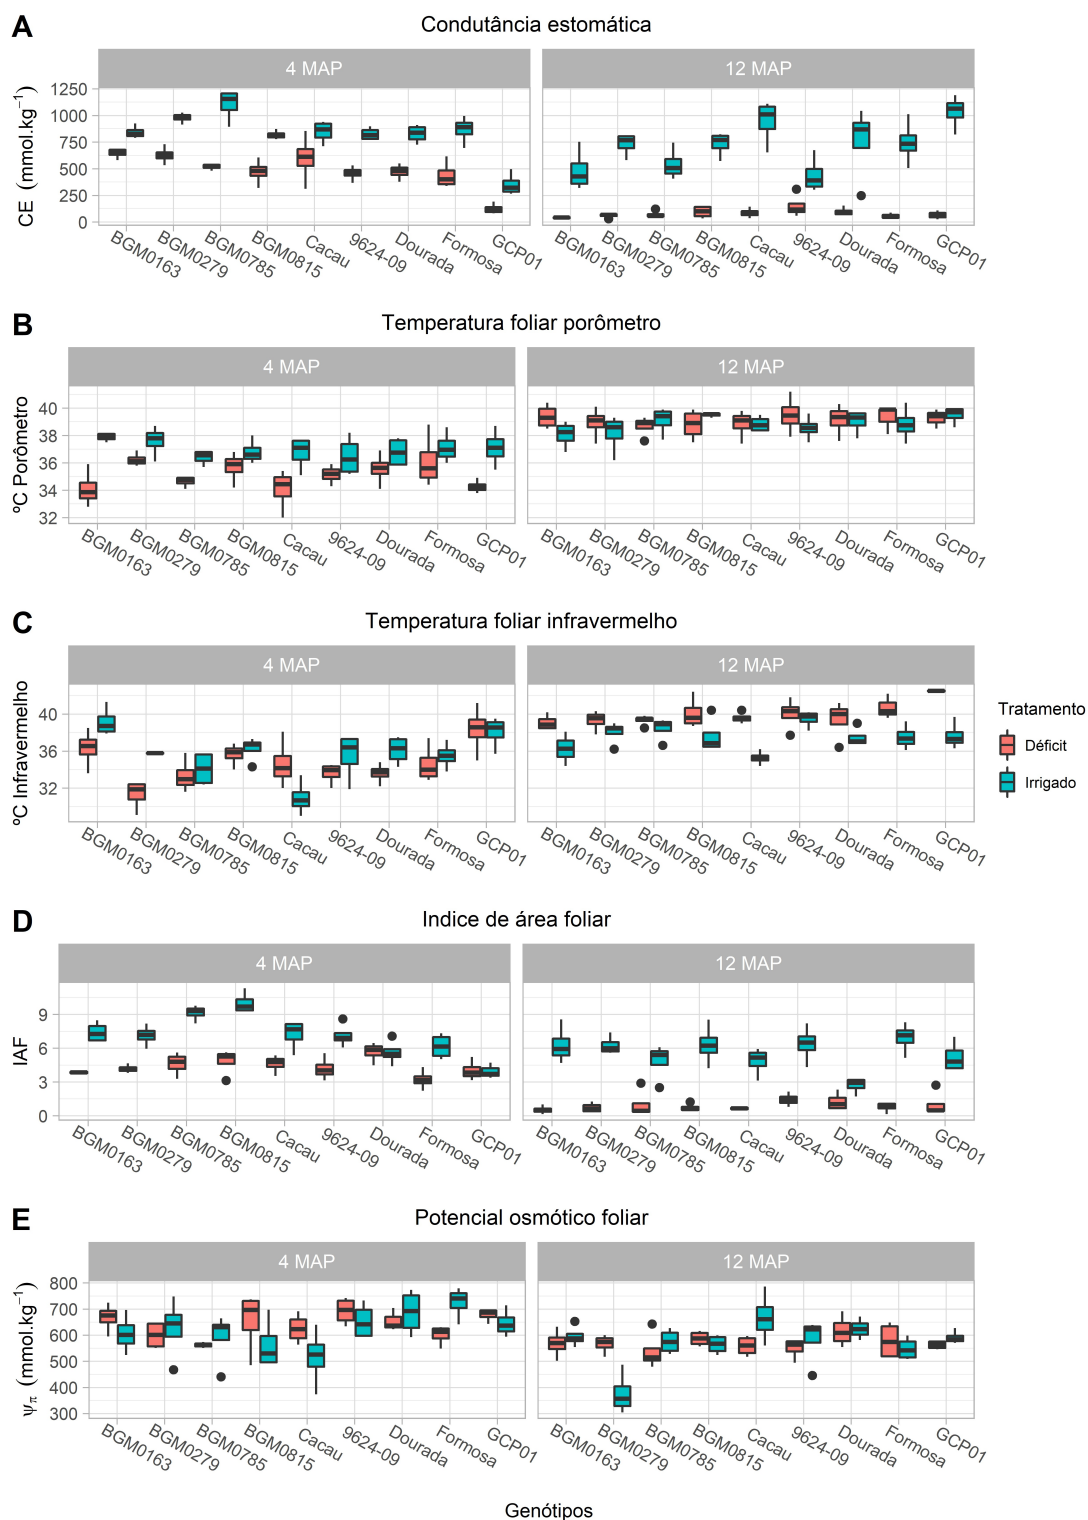 A
Condutância estomática
4 MAP
12 MAP
CE (mmol.kg⁻¹)
1250
1000
750
500
250
0
BGM0163
BGM0279
BGM0785
BGM0815
Cacau
9624-09
Dourada
Formosa
GCP01
BGM0163
BGM0279
BGM0785
BGM0815
Cacau
9624-09
Dourada
Formosa
GCP01
B
Temperatura foliar porômetro
4 MAP
12 MAP
ºC Porômetro
40
38
36
34
32
BGM0163
BGM0279
BGM0785
BGM0815
Cacau
9624-09
Dourada
Formosa
GCP01
BGM0163
BGM0279
BGM0785
BGM0815
Cacau
9624-09
Dourada
Formosa
GCP01
C
Temperatura foliar infravermelho
4 MAP
12 MAP
ºC Infravermelho
40
36
32
BGM0163
BGM0279
BGM0785
BGM0815
Cacau
9624-09
Dourada
Formosa
GCP01
BGM0163
BGM0279
BGM0785
BGM0815
Cacau
9624-09
Dourada
Formosa
GCP01
Tratamento
Déficit
Irrigado
D
Indice de área foliar
4 MAP
12 MAP
IAF
9
6
3
0
BGM0163
BGM0279
BGM0785
BGM0815
Cacau
9624-09
Dourada
Formosa
GCP01
BGM0163
BGM0279
BGM0785
BGM0815
Cacau
9624-09
Dourada
Formosa
GCP01
E
Potencial osmótico foliar
4 MAP
12 MAP
ψπ (mmol.kg⁻¹)
800
700
600
500
400
300
BGM0163
BGM0279
BGM0785
BGM0815
Cacau
9624-09
Dourada
Formosa
GCP01
BGM0163
BGM0279
BGM0785
BGM0815
Cacau
9624-09
Dourada
Formosa
GCP01
Genótipos